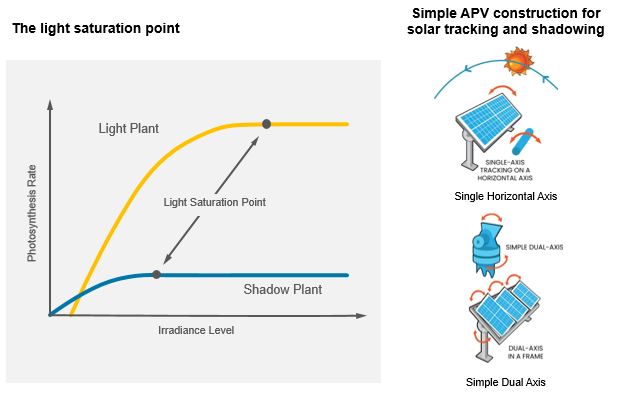 The light saturation point
Simple APV construction for
solar tracking and shadowing
Light Plant
Light Saturation Point
Shadow Plant
Photosynthesis Rate
Irradiance Level
SINGLE-AXIS
TRACKING ON A
HORIZONTAL AXIS
Single Horizontal Axis
SIMPLE DUAL-AXIS
DUAL-AXIS
IN A FRAME
Simple Dual Axis